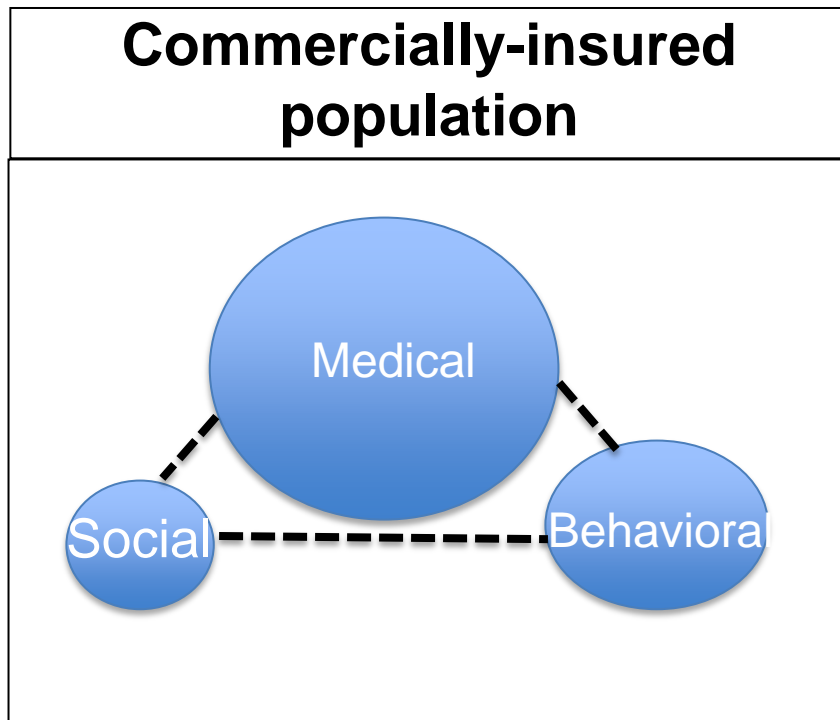 Commercially-insured
population
Medical
Social
Behavioral